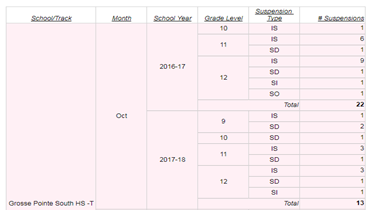 School/Track Month School Year Grade Level Suspension Type # Suspensions
10 IS 1
11 IS 6
SD 1
2016-17
12 IS 9
SD 1
SI 1
SO 1
Total 22
Oct
9 IS 1
SD 2
10 SD 1
2017-18
11 IS 3
SD 1
12 IS 3
SD 1
SI 1
Grosse Pointe South HS -T Total 13